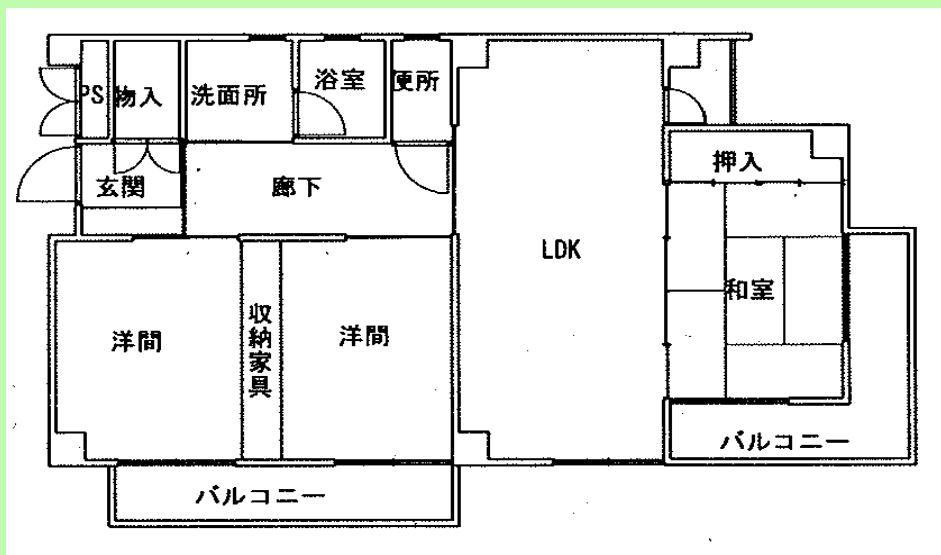 PS
物入
洗面所
浴室
便所
玄関
廊下
押入
LDK
和室
洋間
収納家具
洋間
バルコニー
バルコニー